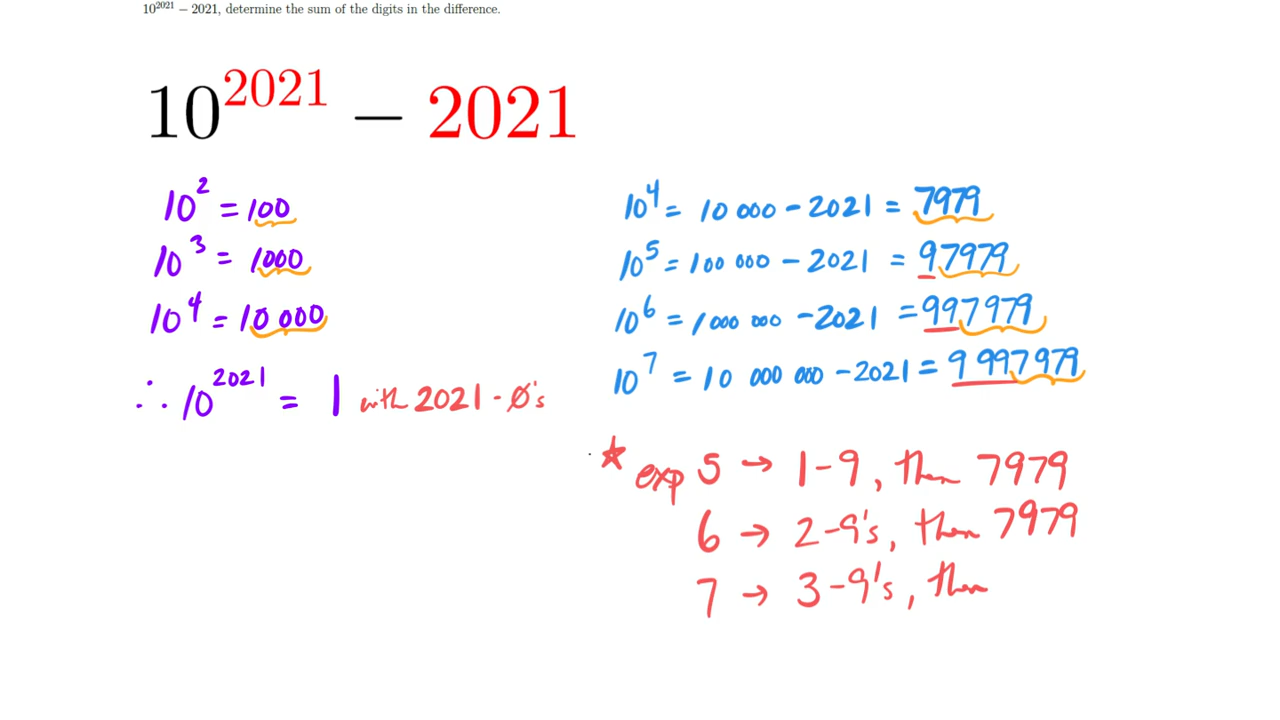 10^2021 − 2021, determine the sum of the digits in the difference.
10^2021 − 2021
10^2 = 100
10^3 = 1000
10^4 = 10 000
∴ 10^2021 = 1 with 2021 - 0's
10^4 = 10 000 - 2021 = 7979
10^5 = 100 000 - 2021 = 97979
10^6 = 1 000 000 - 2021 = 997979
10^7 = 10 000 000 - 2021 = 9 997 979
★ exp 5 → 1-9, then 7979
6 → 2-9's, then 7979
7 → 3-9's, then